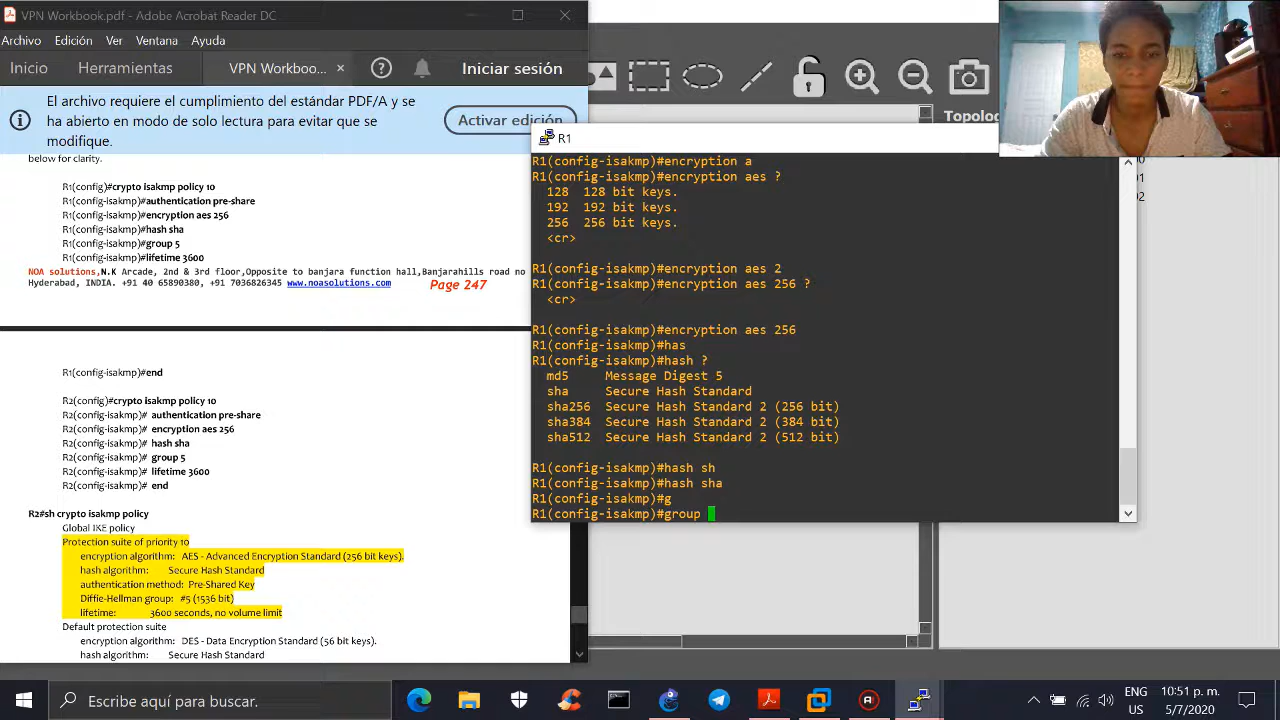 VPN Workbook.pdf - Adobe Acrobat Reader DC
Archivo Edición Ver Ventana Ayuda
Inicio Herramientas VPN Workboo... × Iniciar sesión
El archivo requiere el cumplimiento del estándar PDF/A y se
ha abierto en modo de solo lectura para evitar que se
modifique.
Activar edición
below for clarity.
R1(config)#crypto isakmp policy 10
R1(config-isakmp)#authentication pre-share
R1(config-isakmp)#encryption aes 256
R1(config-isakmp)#hash sha
R1(config-isakmp)#group 5
R1(config-isakmp)#lifetime 3600
NOA solutions,N.K Arcade, 2nd & 3rd floor,Opposite to banjara function hall,Banjarahills road no
Hyderabad, INDIA. +91 40 65890380, +91 7036826345 www.noasolutions.com Page 247
R1(config-isakmp)#end
R2(config)#crypto isakmp policy 10
R2(config-isakmp)# authentication pre-share
R2(config-isakmp)# encryption aes 256
R2(config-isakmp)# hash sha
R2(config-isakmp)# group 5
R2(config-isakmp)# lifetime 3600
R2(config-isakmp)# end
R2#sh crypto isakmp policy
Global IKE policy
Protection suite of priority 10
encryption algorithm: AES - Advanced Encryption Standard (256 bit keys).
hash algorithm: Secure Hash Standard
authentication method: Pre-Shared Key
Diffie-Hellman group: #5 (1536 bit)
lifetime: 3600 seconds, no volume limit
Default protection suite
encryption algorithm: DES - Data Encryption Standard (56 bit keys).
hash algorithm: Secure Hash Standard
Topolo
R1
R1(config-isakmp)#encryption a
R1(config-isakmp)#encryption aes ?
128 128 bit keys.
192 192 bit keys.
256 256 bit keys.
<cr>
R1(config-isakmp)#encryption aes 2
R1(config-isakmp)#encryption aes 256 ?
<cr>
R1(config-isakmp)#encryption aes 256
R1(config-isakmp)#has
R1(config-isakmp)#hash ?
md5 Message Digest 5
sha Secure Hash Standard
sha256 Secure Hash Standard 2 (256 bit)
sha384 Secure Hash Standard 2 (384 bit)
sha512 Secure Hash Standard 2 (512 bit)
R1(config-isakmp)#hash sh
R1(config-isakmp)#hash sha
R1(config-isakmp)#g
R1(config-isakmp)#group
Escribe aquí para buscar.
ENG
US
10:51 p. m.
5/7/2020